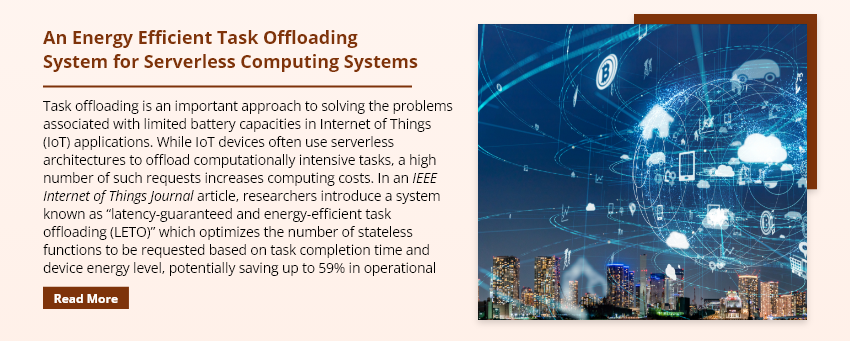 An Energy Efficient Task Offloading
System for Serverless Computing Systems
Task offloading is an important approach to solving the problems
associated with limited battery capacities in Internet of Things
(IoT) applications. While IoT devices often use serverless
architectures to offload computationally intensive tasks, a high
number of such requests increases computing costs. In an IEEE
Internet of Things Journal article, researchers introduce a system
known as “latency-guaranteed and energy-efficient task
offloading (LETO)” which optimizes the number of stateless
functions to be requested based on task completion time and
device energy level, potentially saving up to 59% in operational
Read More